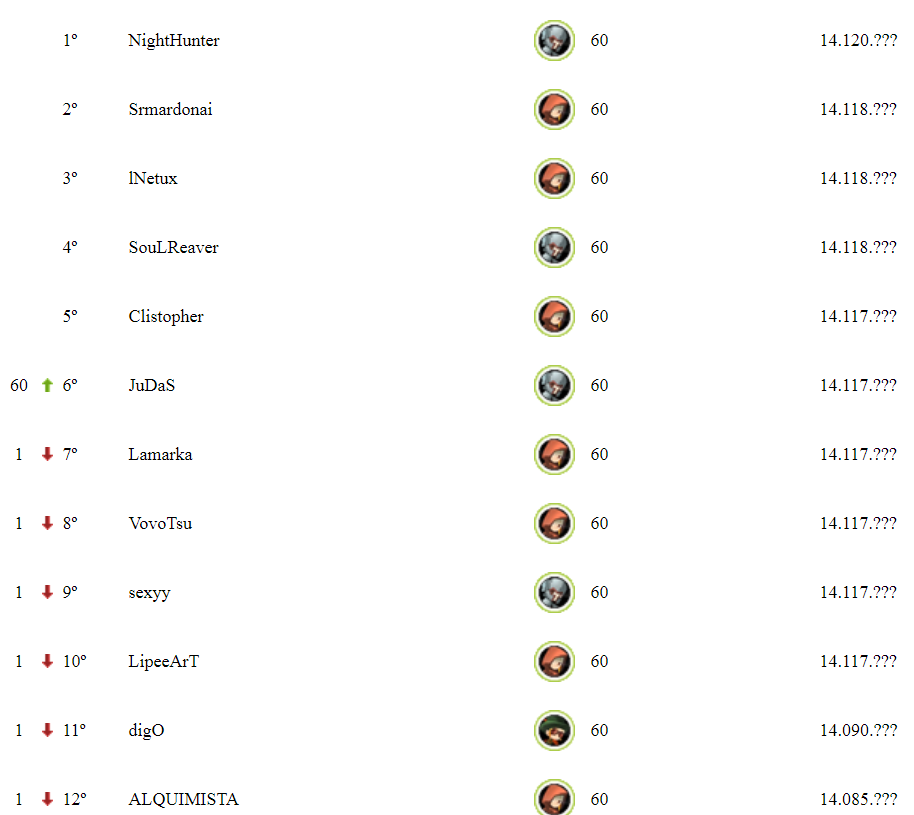 1º NightHunter 60 14.120.???
2º Srmardonai 60 14.118.???
3º lNetux 60 14.118.???
4º SouLReaver 60 14.118.???
5º Clistopher 60 14.117.???
60 6º JuDaS 60 14.117.???
1 7º Lamarka 60 14.117.???
1 8º VovoTsu 60 14.117.???
1 9º sexyy 60 14.117.???
1 10º LipeeArT 60 14.117.???
1 11º digO 60 14.090.???
1 12º ALQUIMISTA 60 14.085.???